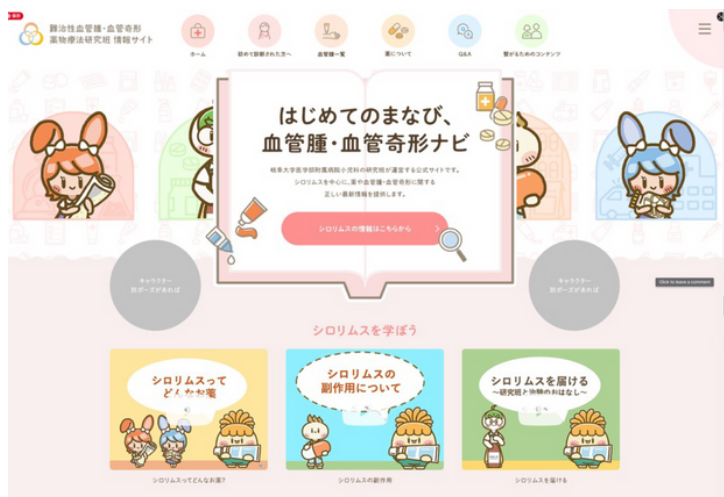 難治性血管腫・血管奇形
薬物療法研究班 情報サイト
ホーム
初めて診断された方へ
血管腫一覧
薬について
Q&A
繋がるためのコンテンツ
はじめてのまなび、
血管腫・血管奇形ナビ
岐阜大学医学部附属病院小児科の研究班が運営する公式サイトです。
シロリムスを中心に、薬や血管腫・血管奇形に関する
正しい最新情報を提供します。
シロリムスの情報はこちらから
キャラクター
別ポーズがあれば
キャラクター
別ポーズがあれば
Click to leave a comment
シロリムスを学ぼう
シロリムスって
どんなお薬
シロリムスの
副作用について
シロリムスを届ける
〜研究班と治験のおはなし〜
シロリムスってどんなお薬?
シロリムスの副作用
シロリムスを届ける